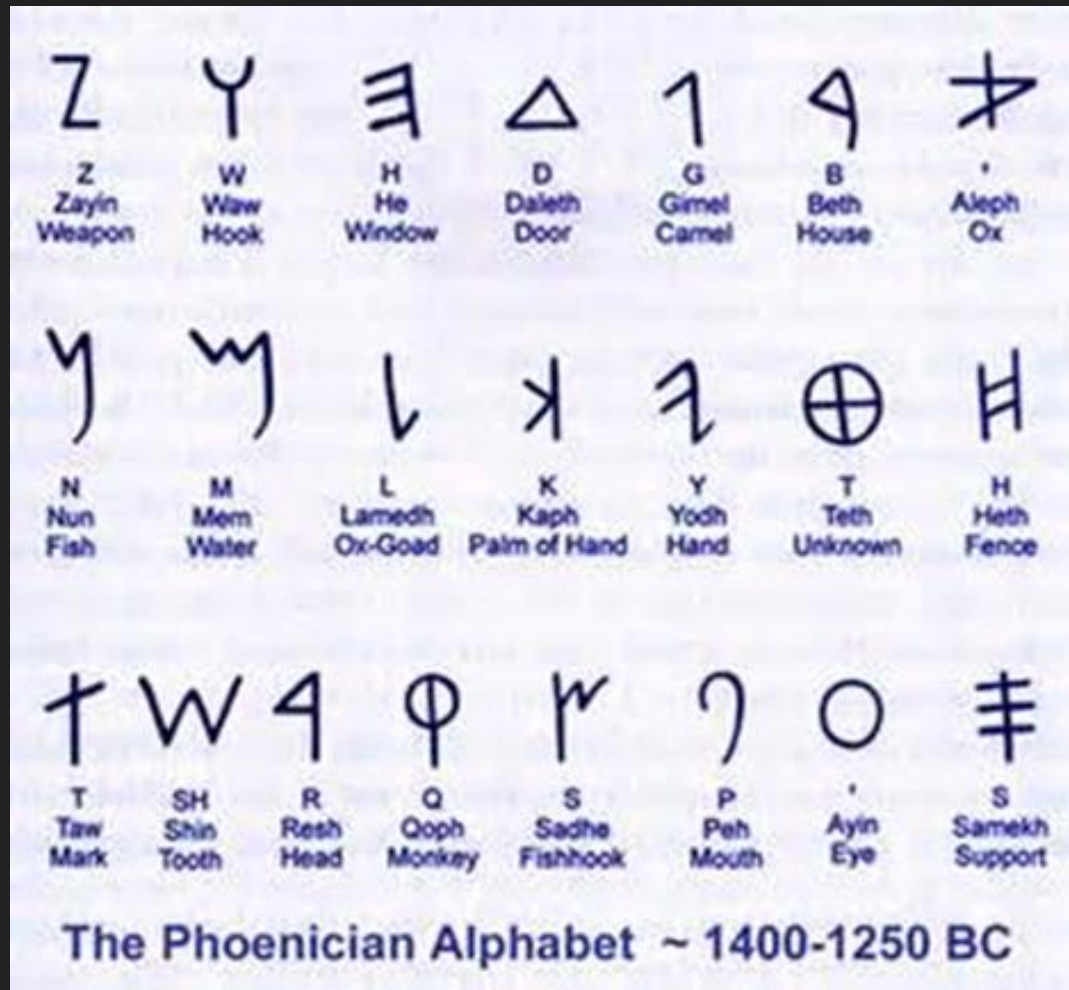 𐤆 𐤅 𐤄 𐤃 𐤂 𐤁 𐤀
Z W H D G B '
Zayin Waw He Daleth Gimel Beth Aleph
Weapon Hook Window Door Camel House Ox
𐤍 𐤌 𐤋 𐤊 𐤉 𐤈 𐤇
N M L K Y T H
Nun Mem Lamedh Kaph Yodh Teth Heth
Fish Water Ox-Goad Palm of Hand Hand Unknown Fence
𐤕 𐤔 𐤓 𐤒 𐤑 𐤐 𐤏 𐤎
T SH R Q S P ' S
Taw Shin Resh Qoph Sadhe Peh Ayin Samekh
Mark Tooth Head Monkey Fishhook Mouth Eye Support
The Phoenician Alphabet ~ 1400-1250 BC